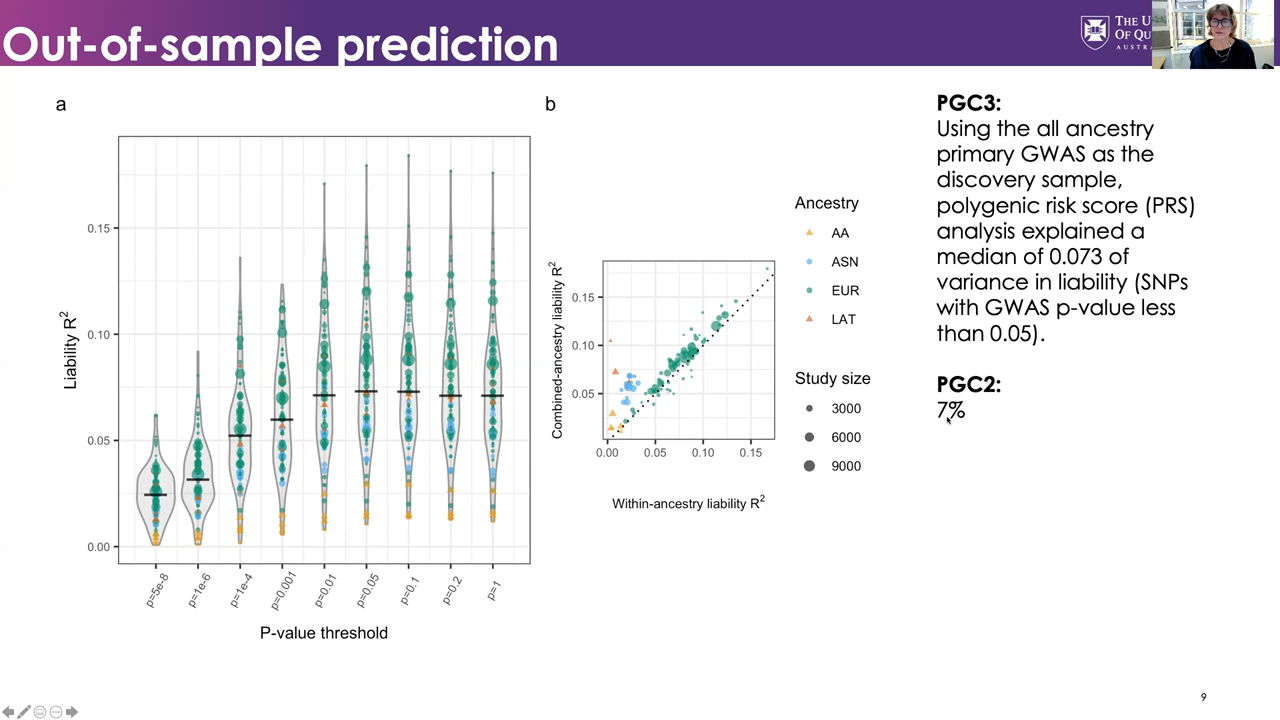 Out-of-sample prediction
THE U
OF QU
AUSTRA
a
b
0.15
0.10
0.05
0.00
Liability R²
p=5e-8
p=1e-6
p=1e-4
p=0.001
p=0.01
p=0.05
p=0.1
p=0.2
p=1
P-value threshold
0.15
0.10
0.05
Combined-ancestry liability R²
0.00
0.05
0.10
0.15
Within-ancestry liability R²
Ancestry
AA
ASN
EUR
LAT
Study size
3000
6000
9000
PGC3:
Using the all ancestry
primary GWAS as the
discovery sample,
polygenic risk score (PRS)
analysis explained a
median of 0.073 of
variance in liability (SNPs
with GWAS p-value less
than 0.05).
PGC2:
7%
9